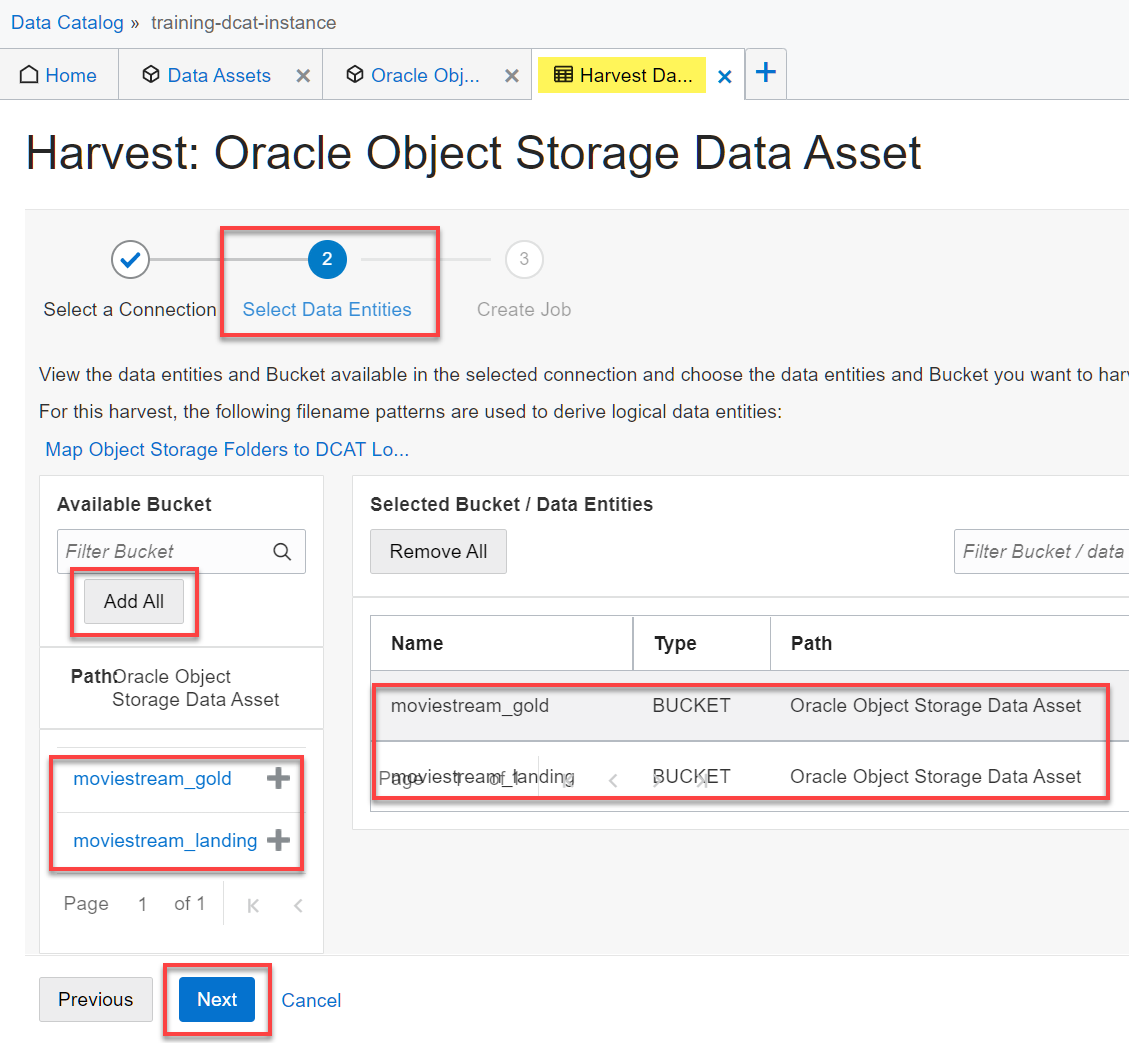 Data Catalog » training-dcat-instance
Home Data Assets Oracle Obj... Harvest Da...
Harvest: Oracle Object Storage Data Asset
2 3
Select a Connection Select Data Entities Create Job
View the data entities and Bucket available in the selected connection and choose the data entities and Bucket you want to har
For this harvest, the following filename patterns are used to derive logical data entities:
Map Object Storage Folders to DCAT Lo...
Available Bucket
Filter Bucket
Add All
Path: Oracle Object
Storage Data Asset
moviestream_gold
moviestream_landing
Page 1 of 1
Selected Bucket / Data Entities
Remove All Filter Bucket / data
Name Type Path
moviestream_gold BUCKET Oracle Object Storage Data Asset
moviestream_landing BUCKET Oracle Object Storage Data Asset
Page 1 of 1
Previous Next Cancel